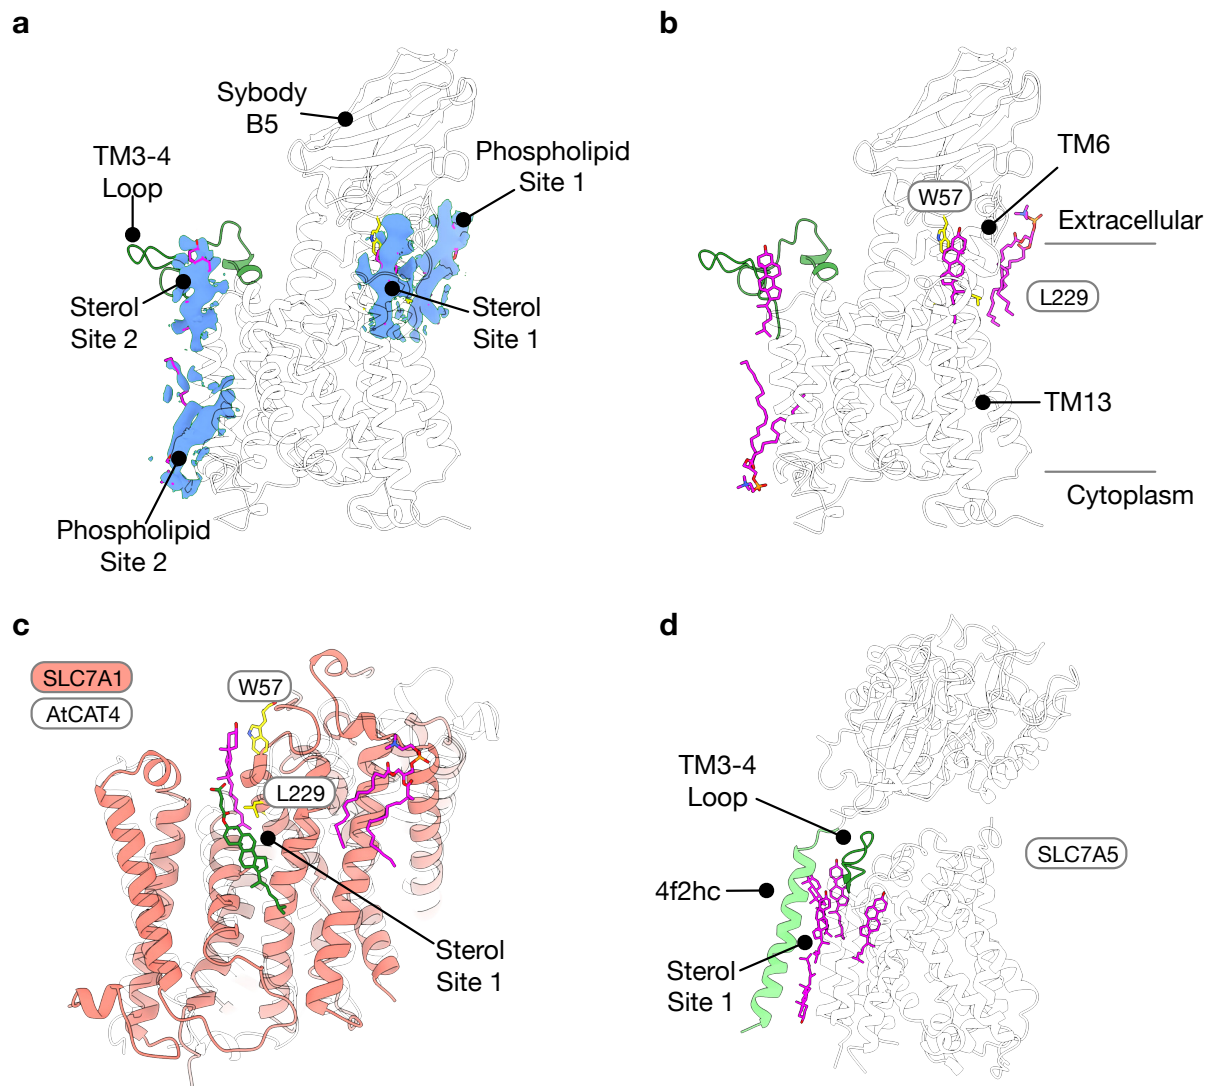 a
Sybody
B5
TM3-4
Loop
Phospholipid
Site 1
Sterol
Site 2
Sterol
Site 1
Phospholipid
Site 2
b
TM6
W57
Extracellular
L229
TM13
Cytoplasm
c
SLC7A1
AtCAT4
W57
L229
Sterol
Site 1
d
TM3-4
Loop
SLC7A5
4f2hc
Sterol
Site 1